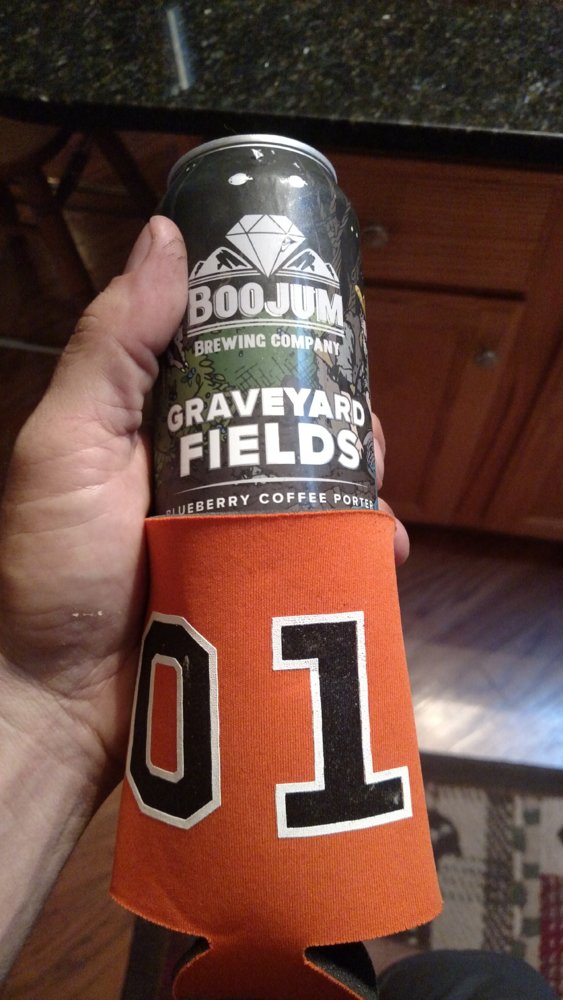 BOOJUM
BREWING COMPANY
GRAVEYARD
FIELDS
BLUEBERRY COFFEE PORTER
01